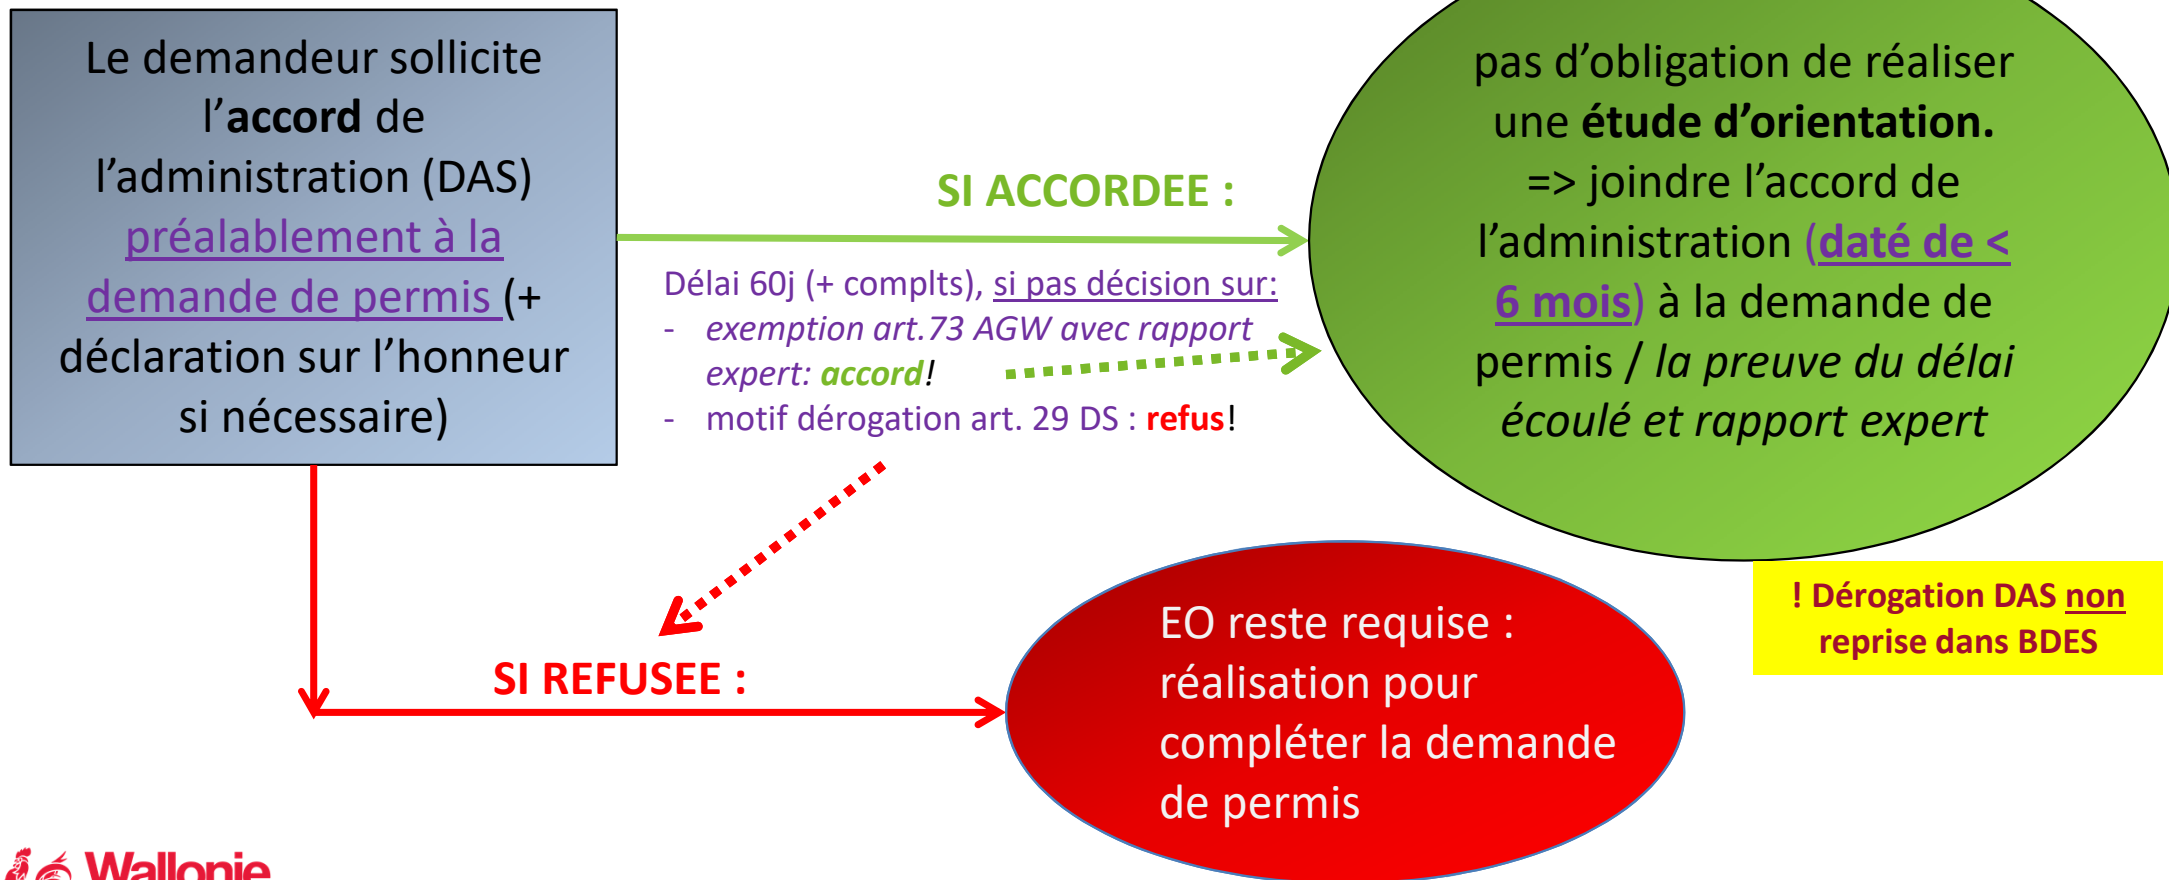 Le demandeur sollicite
l’accord de
l’administration (DAS)
préalablement à la
demande de permis (+
déclaration sur l’honneur
si nécessaire)
SI ACCORDEE :
Délai 60j (+ complts), si pas décision sur:
- exemption art.73 AGW avec rapport
expert: accord!
- motif dérogation art. 29 DS : refus!
pas d’obligation de réaliser
une étude d’orientation.
=> joindre l’accord de
l’administration (daté de <
6 mois) à la demande de
permis / la preuve du délai
écoulé et rapport expert
! Dérogation DAS non
reprise dans BDES
SI REFUSEE :
EO reste requise :
réalisation pour
compléter la demande
de permis
Wallonie